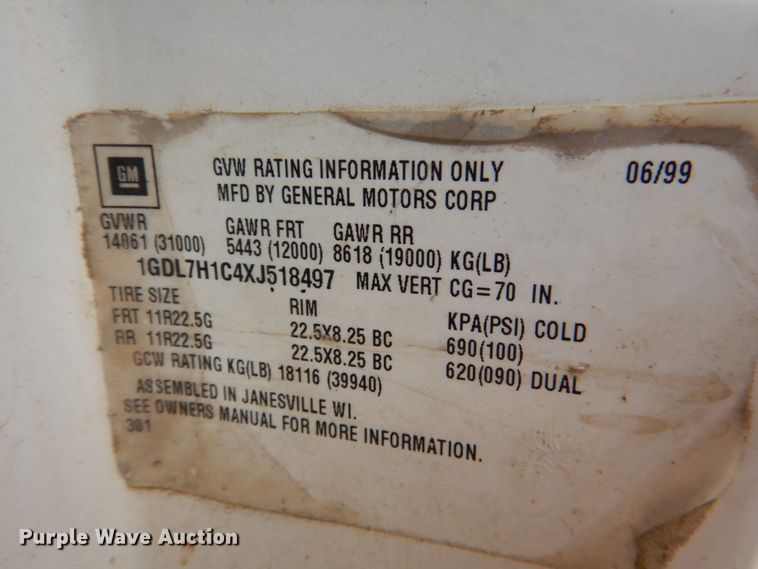 GM
GVW RATING INFORMATION ONLY 06/99
MFD BY GENERAL MOTORS CORP
GVWR GAWR FRT GAWR RR
14061 (31000) 5443 (12000) 8618 (19000) KG(LB)
1GDL7H1C4XJ518497 MAX VERT CG=70 IN.
TIRE SIZE RIM KPA(PSI) COLD
FRT 11R22.5G 22.5X8.25 BC 690(100)
RR 11R22.5G 22.5X8.25 BC 620(090) DUAL
GCW RATING KG(LB) 18116 (39940)
ASSEMBLED IN JANESVILLE WI.
SEE OWNERS MANUAL FOR MORE INFORMATION.
301
Purple Wave Auction